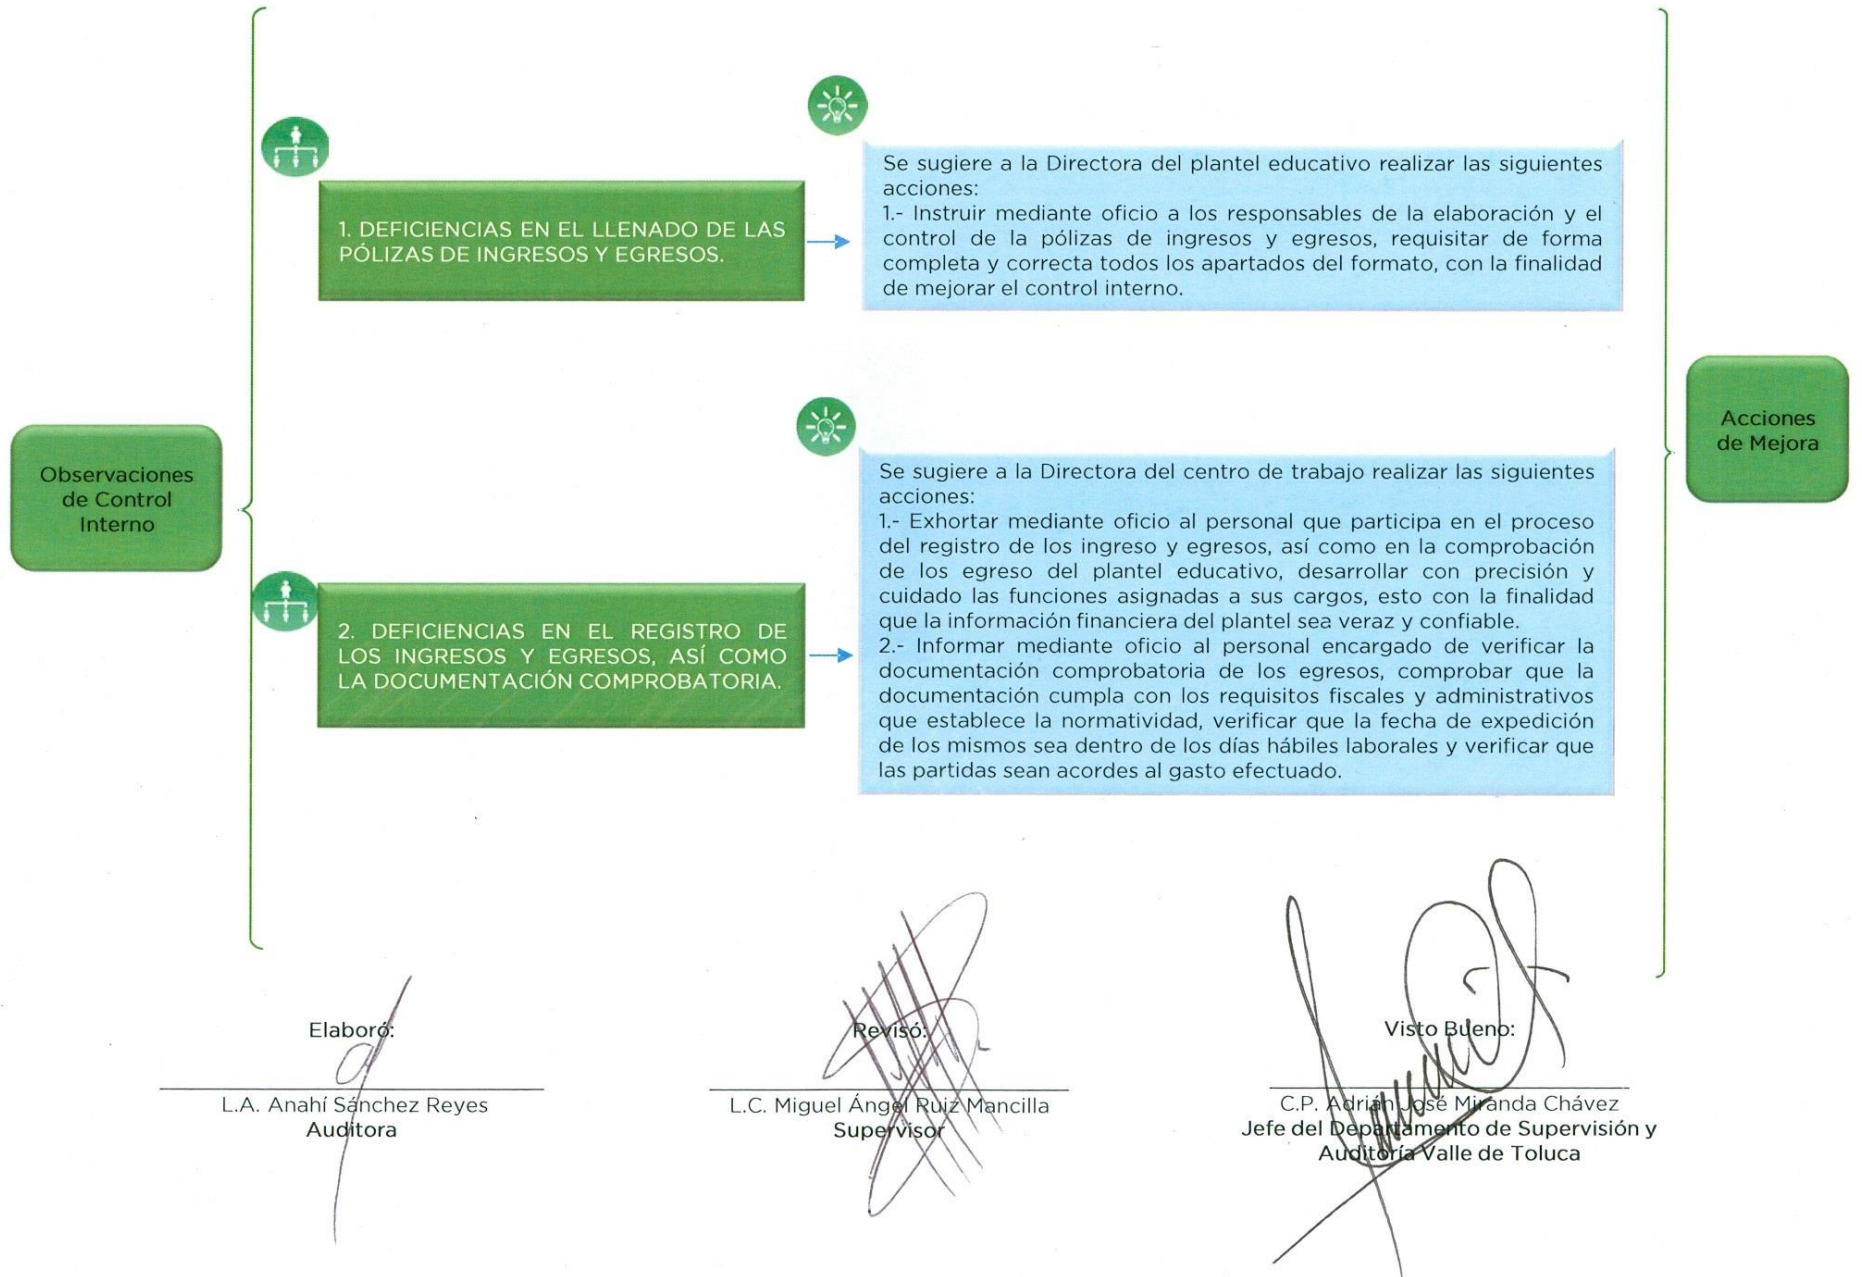 Observaciones
de Control
Interno
1. DEFICIENCIAS EN EL LLENADO DE LAS
PÓLIZAS DE INGRESOS Y EGRESOS.
Se sugiere a la Directora del plantel educativo realizar las siguientes
acciones:
1.- Instruir mediante oficio a los responsables de la elaboración y el
control de la pólizas de ingresos y egresos, requisitar de forma
completa y correcta todos los apartados del formato, con la finalidad
de mejorar el control interno.
2. DEFICIENCIAS EN EL REGISTRO DE
LOS INGRESOS Y EGRESOS, ASÍ COMO
LA DOCUMENTACIÓN COMPROBATORIA.
Se sugiere a la Directora del centro de trabajo realizar las siguientes
acciones:
1.- Exhortar mediante oficio al personal que participa en el proceso
del registro de los ingreso y egresos, así como en la comprobación
de los egreso del plantel educativo, desarrollar con precisión y
cuidado las funciones asignadas a sus cargos, esto con la finalidad
que la información financiera del plantel sea veraz y confiable.
2.- Informar mediante oficio al personal encargado de verificar la
documentación comprobatoria de los egresos, comprobar que la
documentación cumpla con los requisitos fiscales y administrativos
que establece la normatividad, verificar que la fecha de expedición
de los mismos sea dentro de los días hábiles laborales y verificar que
las partidas sean acordes al gasto efectuado.
Acciones
de Mejora
Elaboró:
L.A. Anahí Sánchez Reyes
Auditora
Revisó:
L.C. Miguel Ángel Ruiz Mancilla
Supervisor
Visto Bueno:
C.P. Adrián José Miranda Chávez
Jefe del Departamento de Supervisión y
Auditoría Valle de Toluca